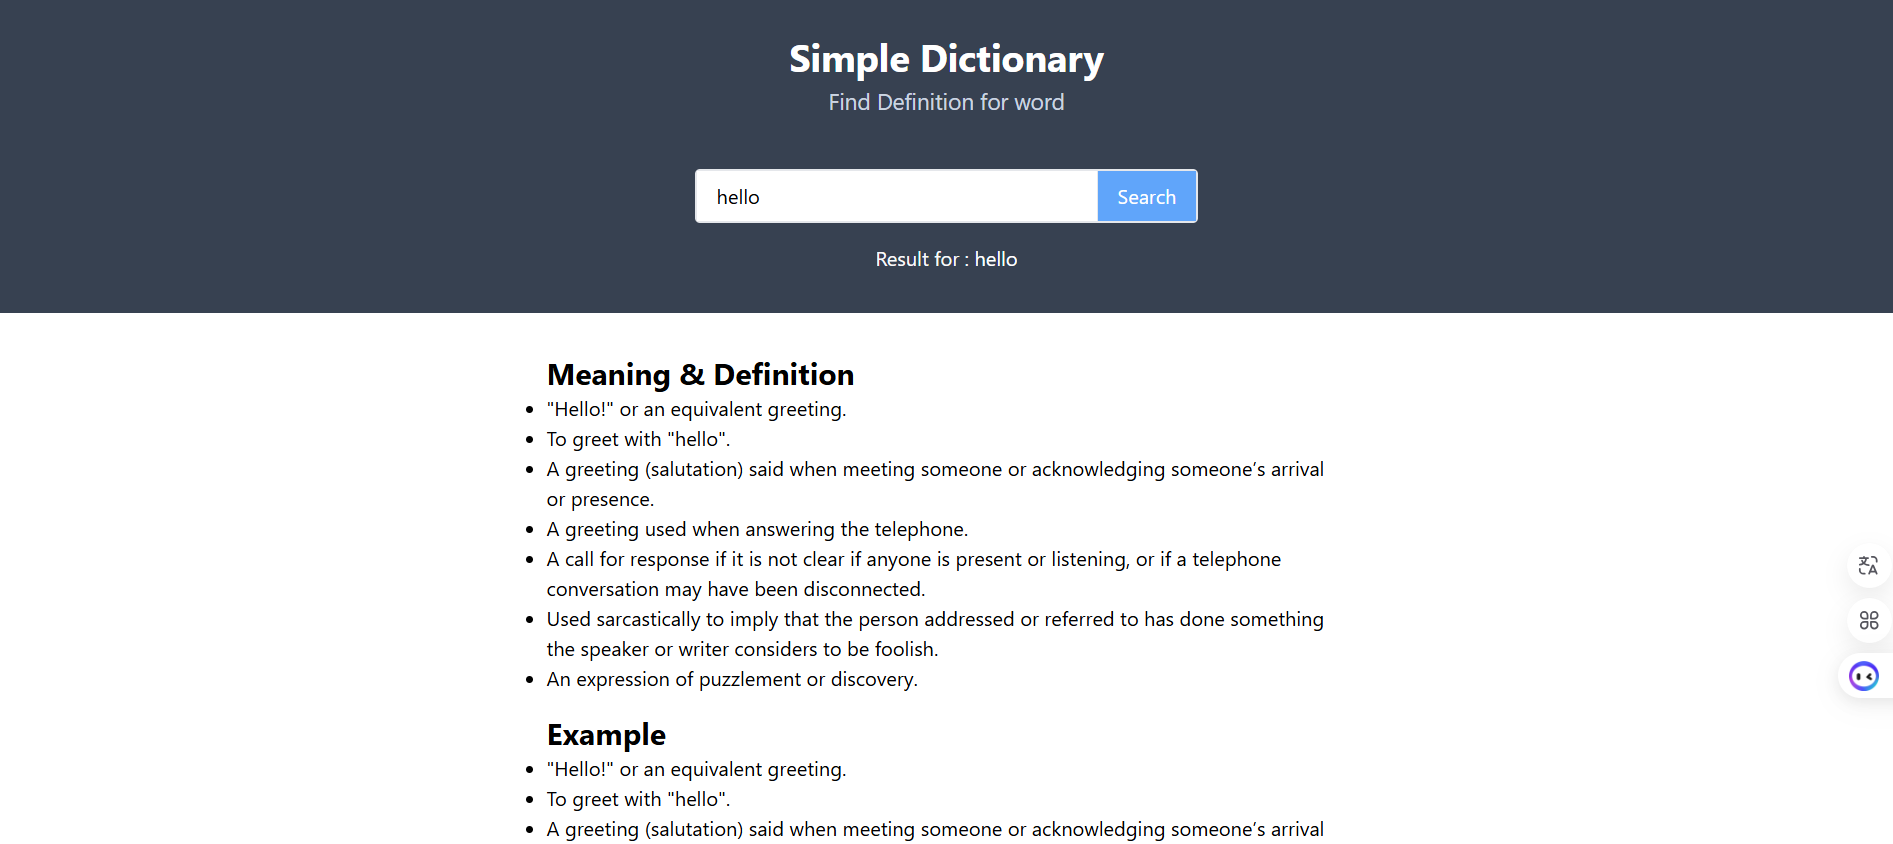 Simple Dictionary
Find Definition for word
hello
Search
Result for : hello
Meaning & Definition
"Hello!" or an equivalent greeting.
To greet with "hello".
A greeting (salutation) said when meeting someone or acknowledging someone’s arrival
or presence.
A greeting used when answering the telephone.
A call for response if it is not clear if anyone is present or listening, or if a telephone
conversation may have been disconnected.
Used sarcastically to imply that the person addressed or referred to has done something
the speaker or writer considers to be foolish.
An expression of puzzlement or discovery.
Example
"Hello!" or an equivalent greeting.
To greet with "hello".
A greeting (salutation) said when meeting someone or acknowledging someone’s arrival